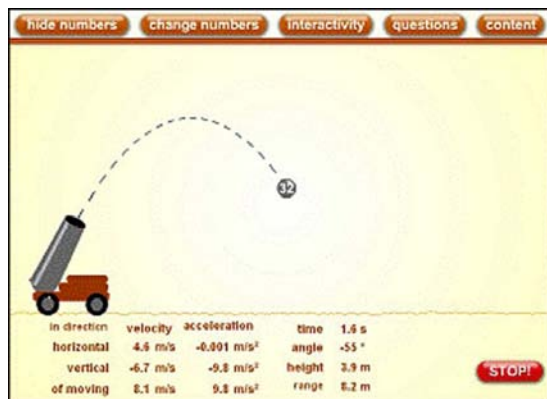 hide numbers change numbers interactivity questions content
32
in direction velocity acceleration time 1.6 s
horizontal 4.6 m/s -0.001 m/s² angle -55 °
vertical -6.7 m/s -9.8 m/s² height 3.9 m
of moving 8.1 m/s 9.8 m/s² range 8.2 m
STOP!